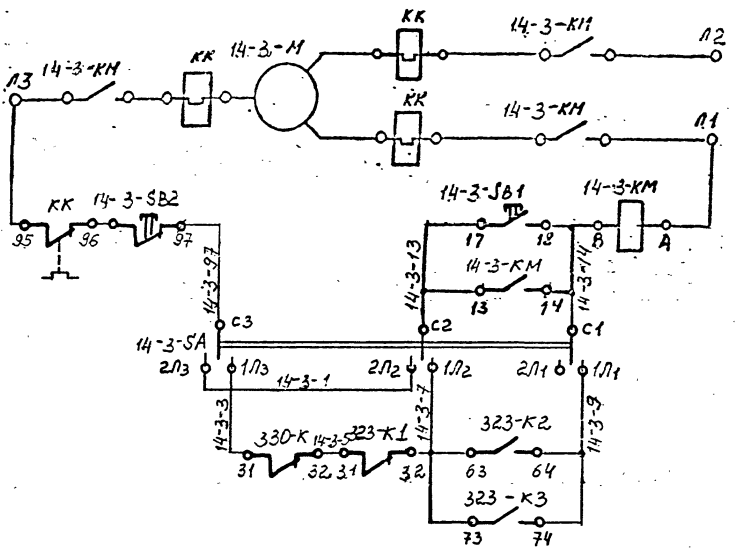 КК
14-3-КМ
Л2
14-3-М
КК
14-3-КМ
Л3
КК
14-3-КМ
Л1
КК
14-3-SB2
14-3-SB1
14-3-КМ
95
96
97
17
18
В
А
14-3-97
14-3-13
14-3-КМ
14-3-14
13
14
С3
С2
С1
14-3-SA
2Л3
1Л3
2Л2
1Л2
2Л1
1Л1
14-3-1
14-3-3
14-3-7
14-3-9
330-К
14-3-5
323-К1
323-К2
31
32
31
32
63
64
323-К3
73
74